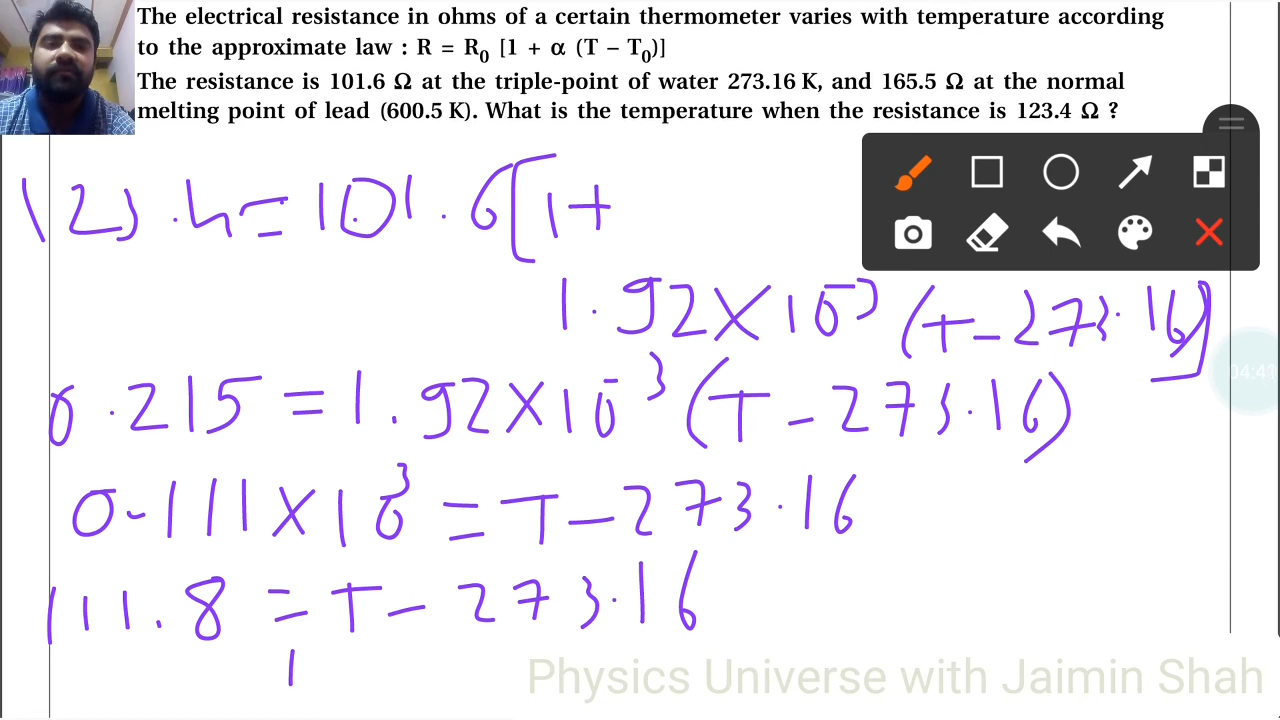 The electrical resistance in ohms of a certain thermometer varies with temperature according
to the approximate law : R = R₀ [1 + α (T – T₀)]
The resistance is 101.6 Ω at the triple-point of water 273.16 K, and 165.5 Ω at the normal
melting point of lead (600.5 K). What is the temperature when the resistance is 123.4 Ω ?
123.4 = 101.6 [1 +
1.92 × 10⁻³ (T – 273.16)]
0.215 = 1.92 × 10⁻³ (T – 273.16)
0.111 × 10³ = T – 273.16
111.8 = T – 273.16
04:41
Physics Universe with Jaimin Shah